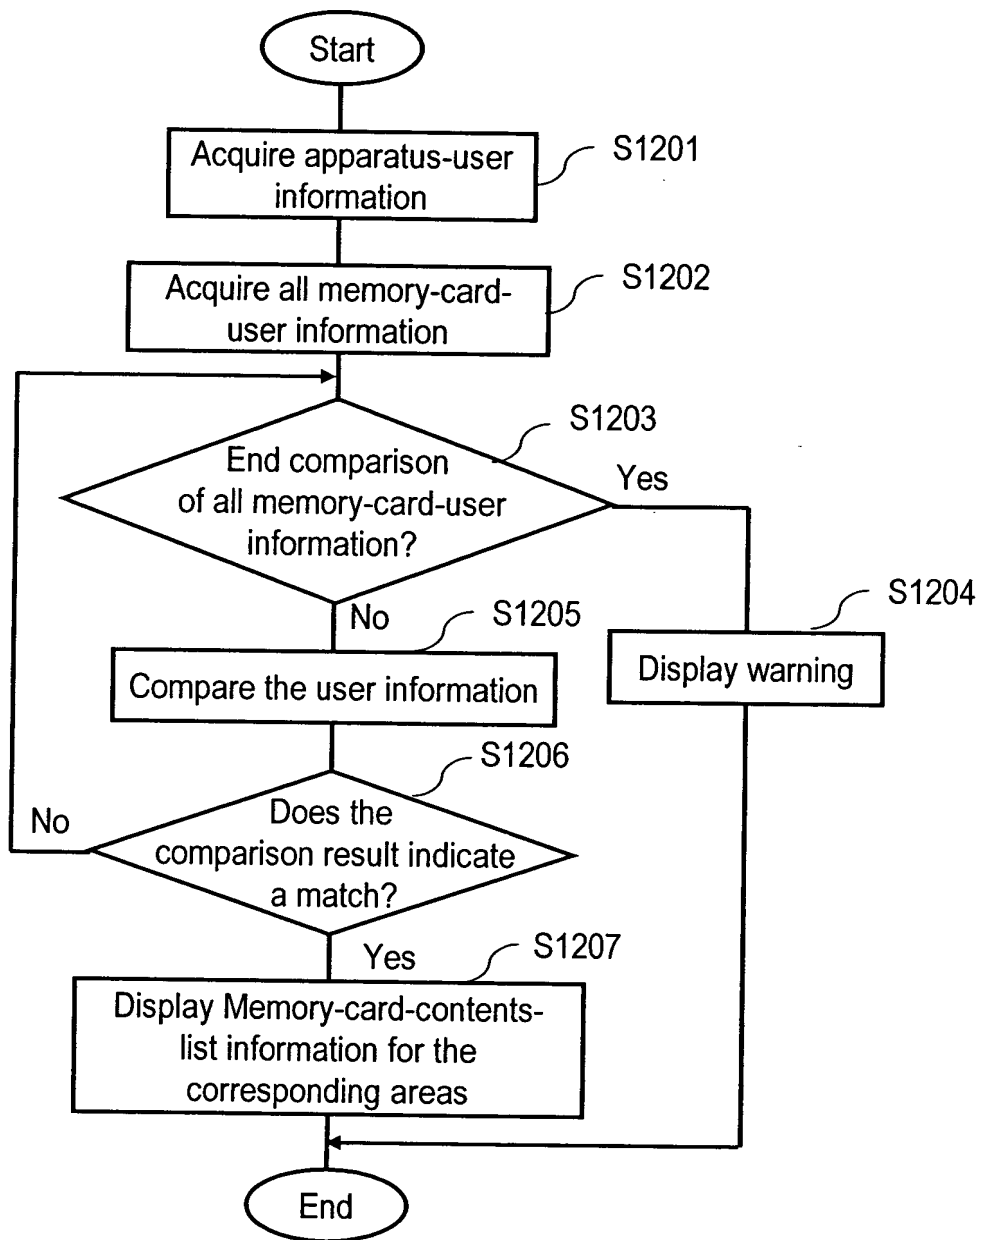 Start
Acquire apparatus-user
information
S1201
Acquire all memory-card-
user information
S1202
S1203
End comparison
of all memory-card-user
information?
Yes
No
S1205
S1204
Compare the user information
Display warning
S1206
Does the
comparison result indicate
a match?
No
Yes
S1207
Display Memory-card-contents-
list information for the
corresponding areas
End